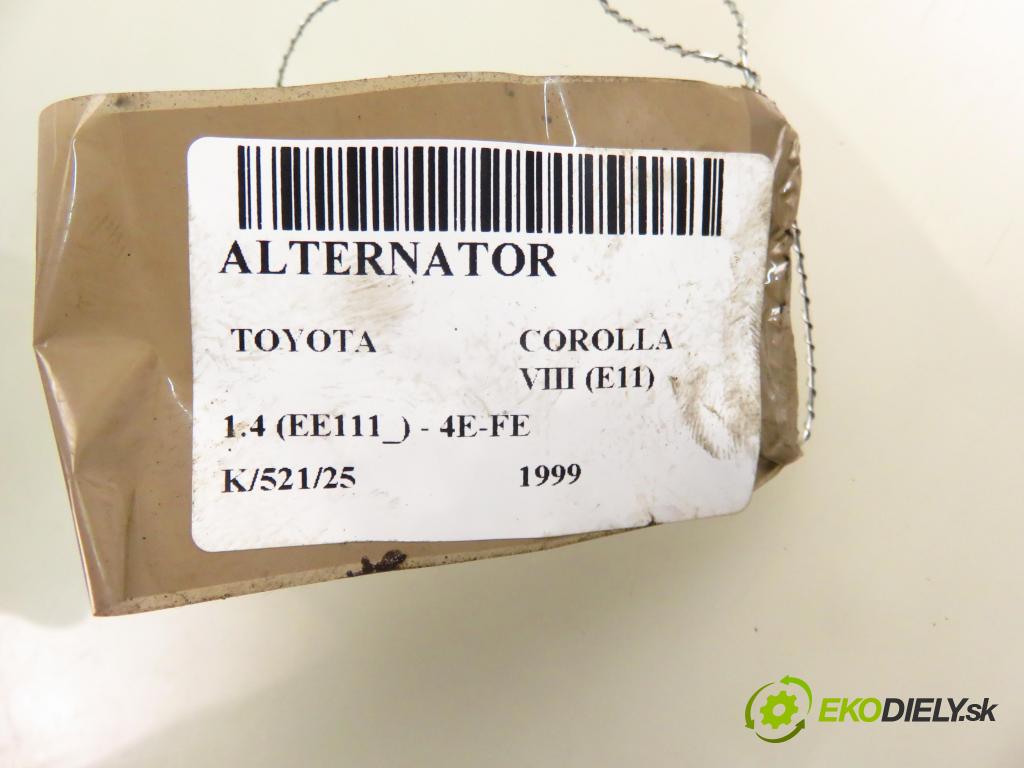 ALTERNATOR
TOYOTA COROLLA
VIII (E11)
1.4 (EE111_) - 4E-FE
K/521/25 1999
EKODIELY.sk